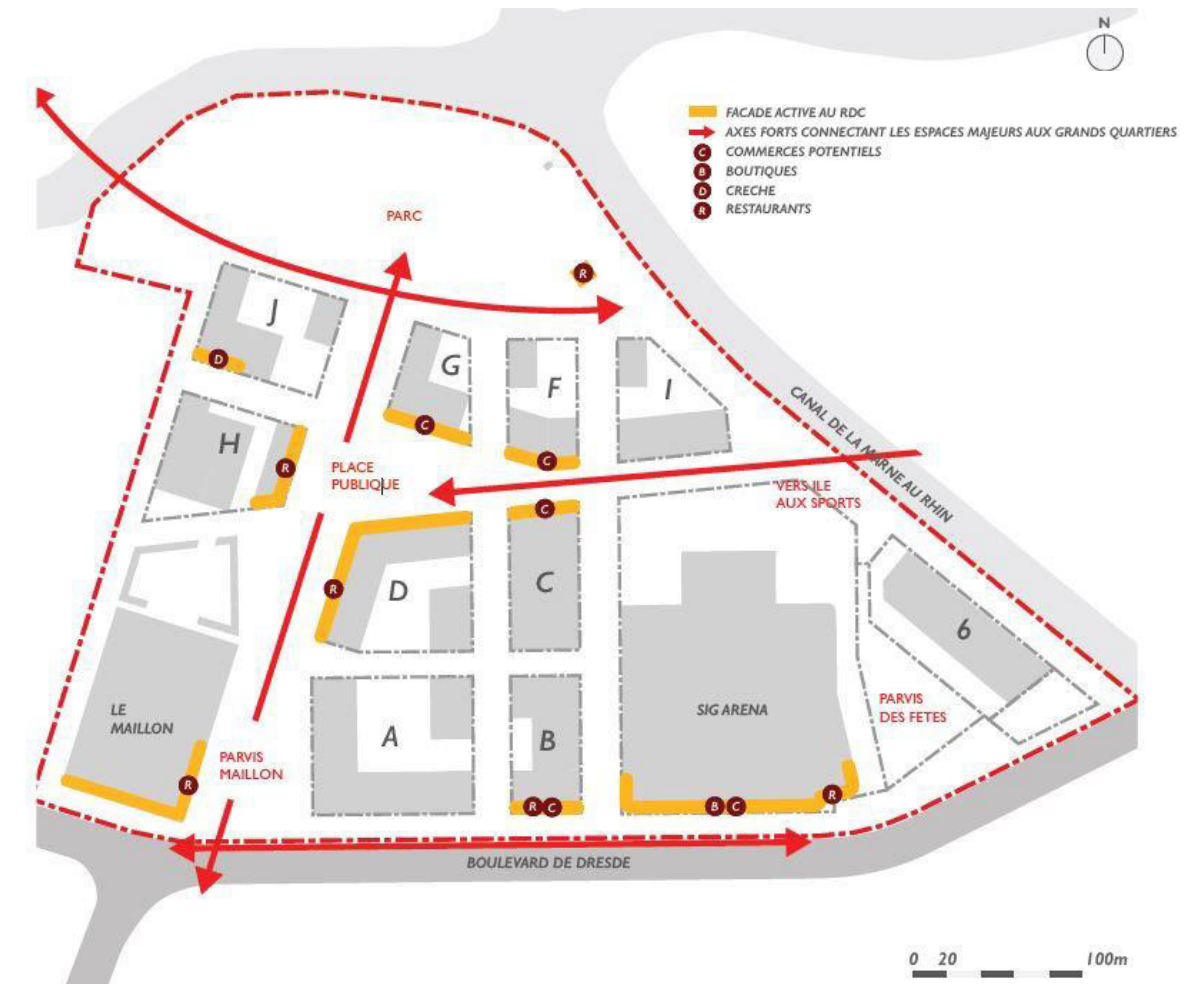 N
FACADE ACTIVE AU RDC
AXES FORTS CONNECTANT LES ESPACES MAJEURS AUX GRANDS QUARTIERS
C COMMERCES POTENTIELS
B BOUTIQUES
D CRECHE
R RESTAURANTS
PARC
R
J
D
G
C
F
C
I
CANAL DE LA MARNE AU RHIN
H
R
PLACE
PUBLIQUE
VERS ILE
AUX SPORTS
C
C
D
R
6
LE
MAILLON
R
PARVIS
MAILLON
A
B
R C
SIG ARENA
B C
R
PARVIS
DES FETES
BOULEVARD DE DRESDE
0 20 100m